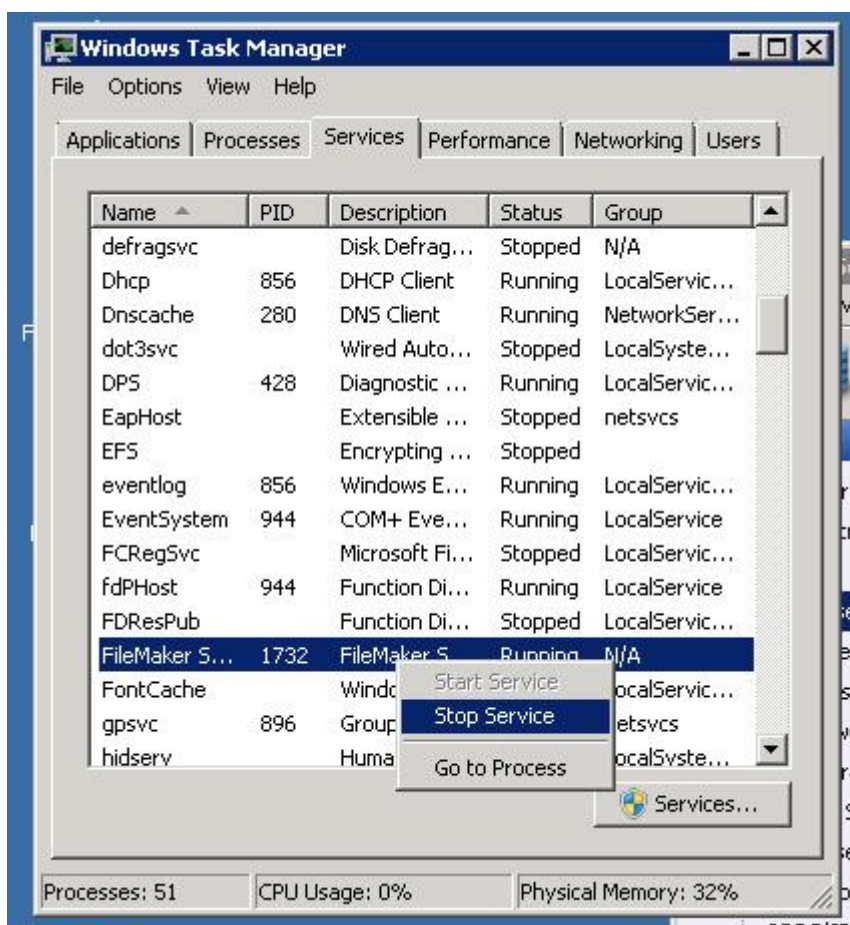 Windows Task Manager
File Options View Help
Applications Processes Services Performance Networking Users
Name PID Description Status Group
defragsvc Disk Defrag... Stopped N/A
Dhcp 856 DHCP Client Running LocalServic...
Dnscache 280 DNS Client Running NetworkSer...
dot3svc Wired Auto... Stopped LocalSyste...
DPS 428 Diagnostic ... Running LocalServic...
EapHost Extensible ... Stopped netsvcs
EFS Encrypting ... Stopped
eventlog 856 Windows E... Running LocalServic...
EventSystem 944 COM+ Eve... Running LocalService
FCRegSvc Microsoft Fi... Stopped LocalServic...
fdPHost 944 Function Di... Running LocalService
FDResPub Function Di... Stopped LocalServic...
FileMaker S... 1732 FileMaker S... Running N/A
Start Service
FontCache Windo ocalServic...
Stop Service
gpsvc 896 Group etsvcs
hidserv Huma ocalSyste...
Go to Process
Services...
Processes: 51 CPU Usage: 0% Physical Memory: 32%